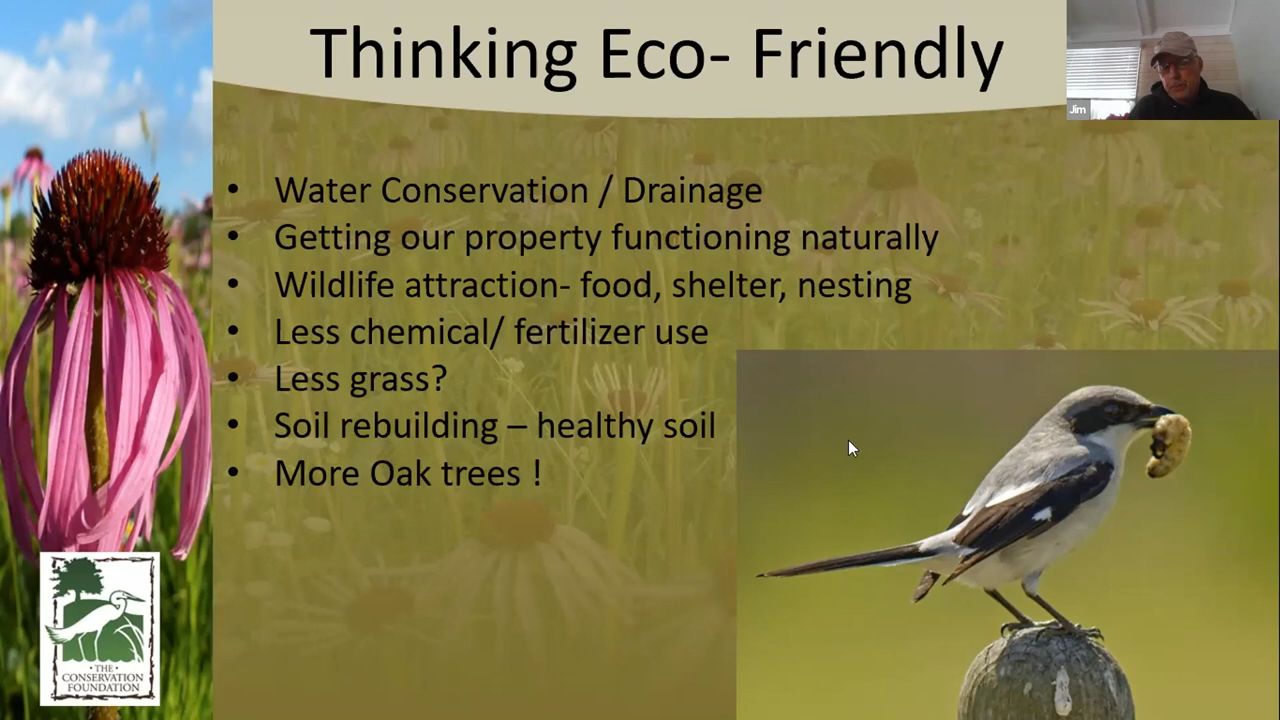 Thinking Eco- Friendly
Jim
• Water Conservation / Drainage
• Getting our property functioning naturally
• Wildlife attraction- food, shelter, nesting
• Less chemical/ fertilizer use
• Less grass?
• Soil rebuilding – healthy soil
• More Oak trees !
• THE •
CONSERVATION
FOUNDATION